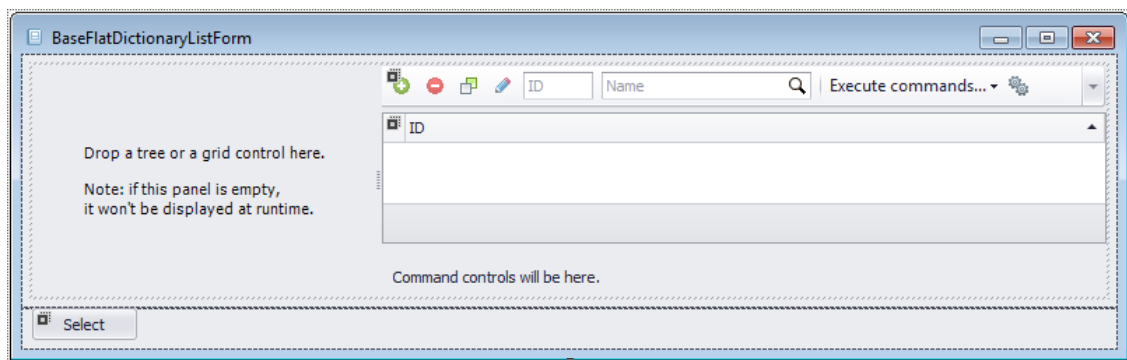 BaseFlatDictionaryListForm
ID Name Execute commands...
ID
Drop a tree or a grid control here.
Note: if this panel is empty,
it won't be displayed at runtime.
Command controls will be here.
Select